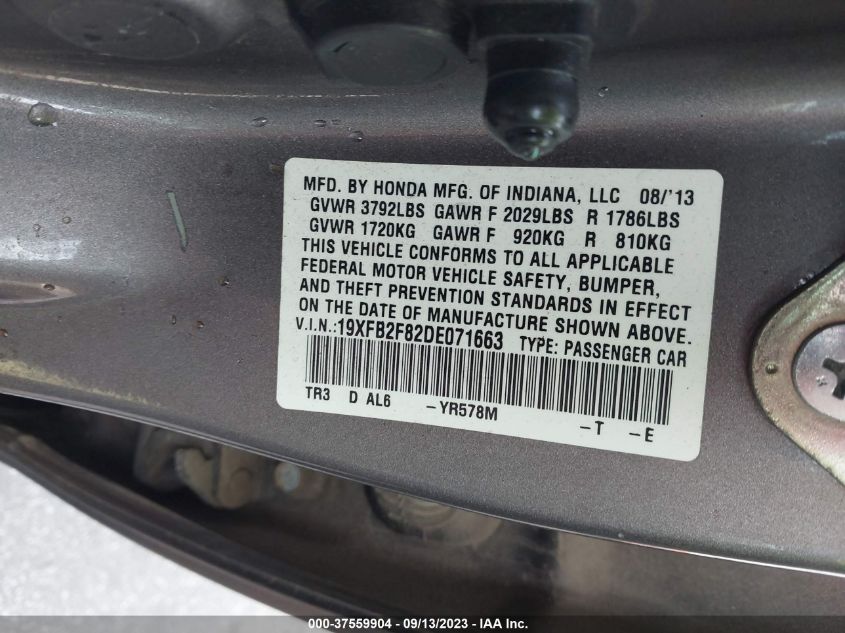 MFD. BY HONDA MFG. OF INDIANA, LLC 08/'13
GVWR 3792LBS GAWR F 2029LBS R 1786LBS
GVWR 1720KG GAWR F 920KG R 810KG
THIS VEHICLE CONFORMS TO ALL APPLICABLE
FEDERAL MOTOR VEHICLE SAFETY, BUMPER,
AND THEFT PREVENTION STANDARDS IN EFFECT
ON THE DATE OF MANUFACTURE SHOWN ABOVE.
V.I.N.:19XFB2F82DE071663 TYPE: PASSENGER CAR
TR3 D AL6 -YR578M -T -E
000-37559904 - 09/13/2023 - IAA Inc.